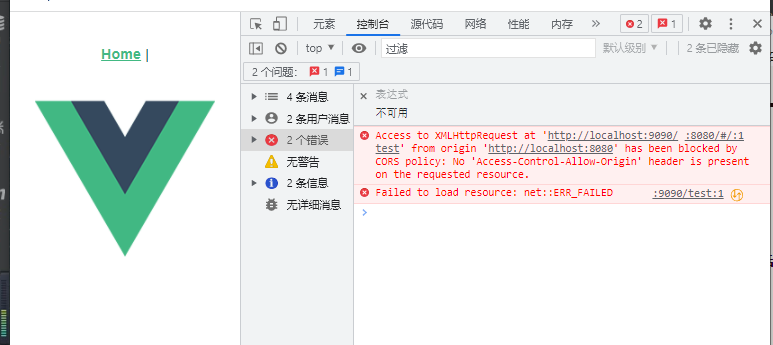 Home |
元素 控制台 源代码 网络 性能 内存 » 2 1
top ▼ 过滤 默认级别 ▼ 2 条已隐藏
2 个问题： 1 1
4 条消息
2 条用户消息
2 个错误
无警告
2 条信息
无详细消息
表达式
不可用
Access to XMLHttpRequest at 'http://localhost:9090/ :8080/#/:1
test' from origin 'http://localhost:8080' has been blocked by
CORS policy: No 'Access-Control-Allow-Origin' header is present
on the requested resource.
Failed to load resource: net::ERR_FAILED :9090/test:1